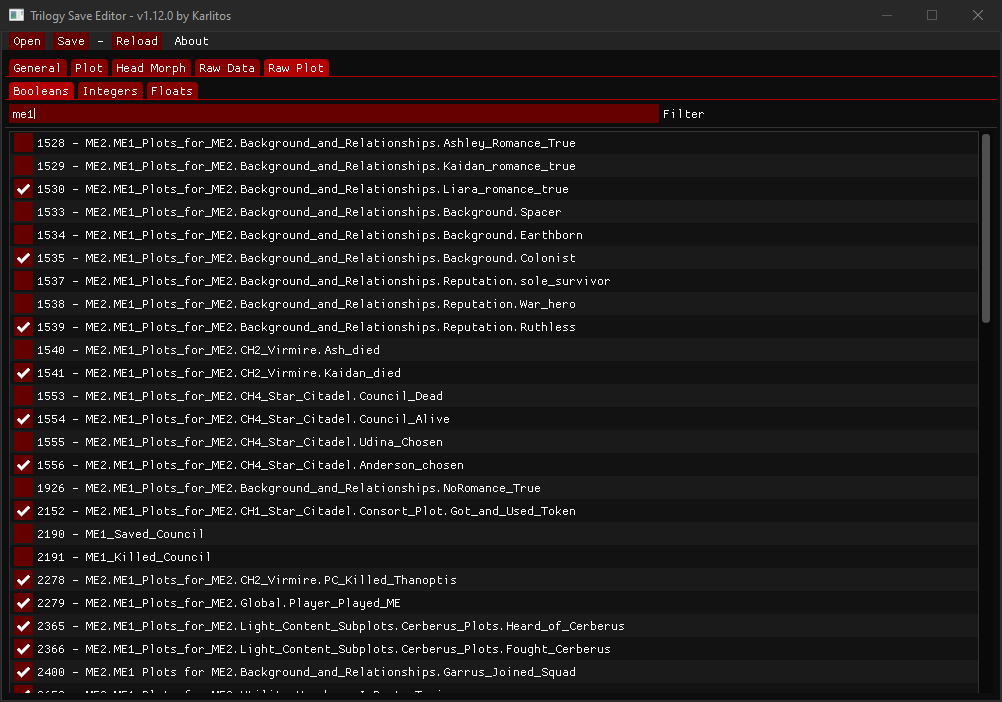 Trilogy Save Editor - v1.12.0 by Karlitos
Open Save - Reload About
General Plot Head Morph Raw Data Raw Plot
Booleans Integers Floats
me1 Filter
1528 - ME2.ME1_Plots_for_ME2.Background_and_Relationships.Ashley_Romance_True
1529 - ME2.ME1_Plots_for_ME2.Background_and_Relationships.Kaidan_romance_true
1530 - ME2.ME1_Plots_for_ME2.Background_and_Relationships.Liara_romance_true
1533 - ME2.ME1_Plots_for_ME2.Background_and_Relationships.Background.Spacer
1534 - ME2.ME1_Plots_for_ME2.Background_and_Relationships.Background.Earthborn
1535 - ME2.ME1_Plots_for_ME2.Background_and_Relationships.Background.Colonist
1537 - ME2.ME1_Plots_for_ME2.Background_and_Relationships.Reputation.sole_survivor
1538 - ME2.ME1_Plots_for_ME2.Background_and_Relationships.Reputation.War_hero
1539 - ME2.ME1_Plots_for_ME2.Background_and_Relationships.Reputation.Ruthless
1540 - ME2.ME1_Plots_for_ME2.CH2_Virmire.Ash_died
1541 - ME2.ME1_Plots_for_ME2.CH2_Virmire.Kaidan_died
1553 - ME2.ME1_Plots_for_ME2.CH4_Star_Citadel.Council_Dead
1554 - ME2.ME1_Plots_for_ME2.CH4_Star_Citadel.Council_Alive
1555 - ME2.ME1_Plots_for_ME2.CH4_Star_Citadel.Udina_Chosen
1556 - ME2.ME1_Plots_for_ME2.CH4_Star_Citadel.Anderson_chosen
1926 - ME2.ME1_Plots_for_ME2.Background_and_Relationships.NoRomance_True
2152 - ME2.ME1_Plots_for_ME2.CH1_Star_Citadel.Consort_Plot.Got_and_Used_Token
2190 - ME1_Saved_Council
2191 - ME1_Killed_Council
2278 - ME2.ME1_Plots_for_ME2.CH2_Virmire.PC_Killed_Thanoptis
2279 - ME2.ME1_Plots_for_ME2.Global.Player_Played_ME
2365 - ME2.ME1_Plots_for_ME2.Light_Content_Subplots.Cerberus_Plots.Heard_of_Cerberus
2366 - ME2.ME1_Plots_for_ME2.Light_Content_Subplots.Cerberus_Plots.Fought_Cerberus
2400 - ME2.ME1 Plots for ME2.Background_and_Relationships.Garrus_Joined_Squad